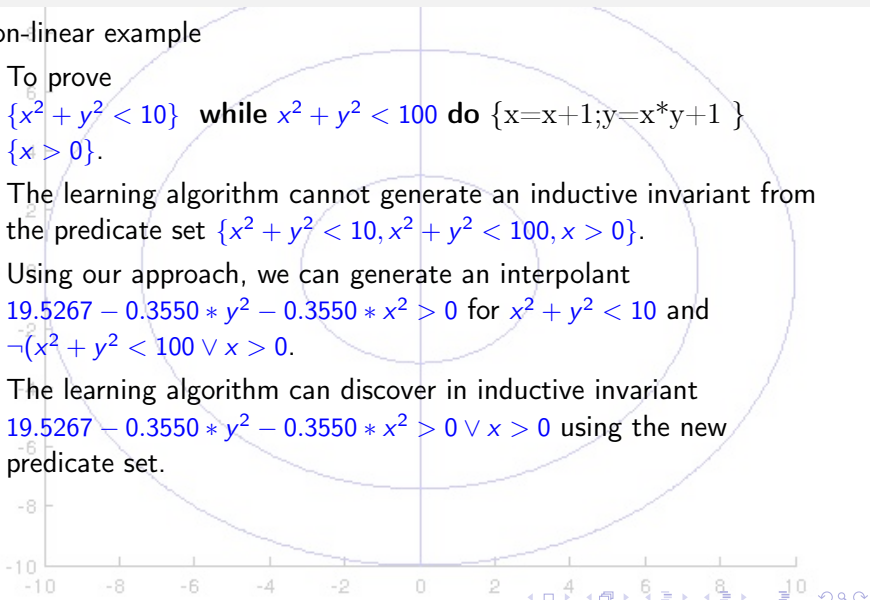 on-linear example
To prove
{x² + y² < 10} while x² + y² < 100 do {x=x+1;y=x*y+1 }
{x > 0}.
The learning algorithm cannot generate an inductive invariant from
the predicate set {x² + y² < 10, x² + y² < 100, x > 0}.
Using our approach, we can generate an interpolant
19.5267 − 0.3550 ∗ y² − 0.3550 ∗ x² > 0 for x² + y² < 10 and
¬(x² + y² < 100 ∨ x > 0.
The learning algorithm can discover in inductive invariant
19.5267 − 0.3550 ∗ y² − 0.3550 ∗ x² > 0 ∨ x > 0 using the new
predicate set.
-8
-10
-10 -8 -6 -4 -2 0 2 4 6 8 10